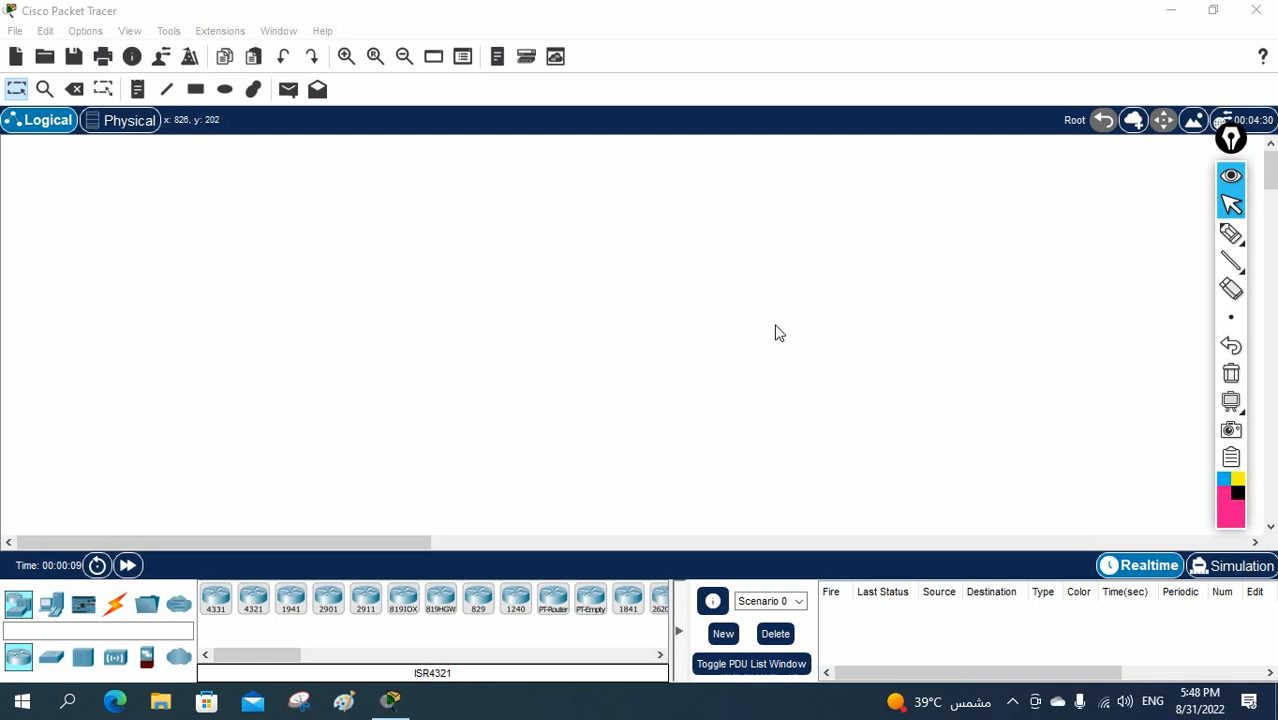 Cisco Packet Tracer
File Edit Options View Tools Extensions Window Help
Logical Physical x: 826, y: 202 Root 00:04:30
Time: 00:00:09 Realtime Simulation
4331 4321 1941 2901 2911 819IOX 819HGW 829 1240 PT-Router PT-Empty 1841 2620
ISR4321
Scenario 0
New Delete
Toggle PDU List Window
Fire Last Status Source Destination Type Color Time(sec) Periodic Num Edit
39°C مشمس ENG 5:48 PM
8/31/2022